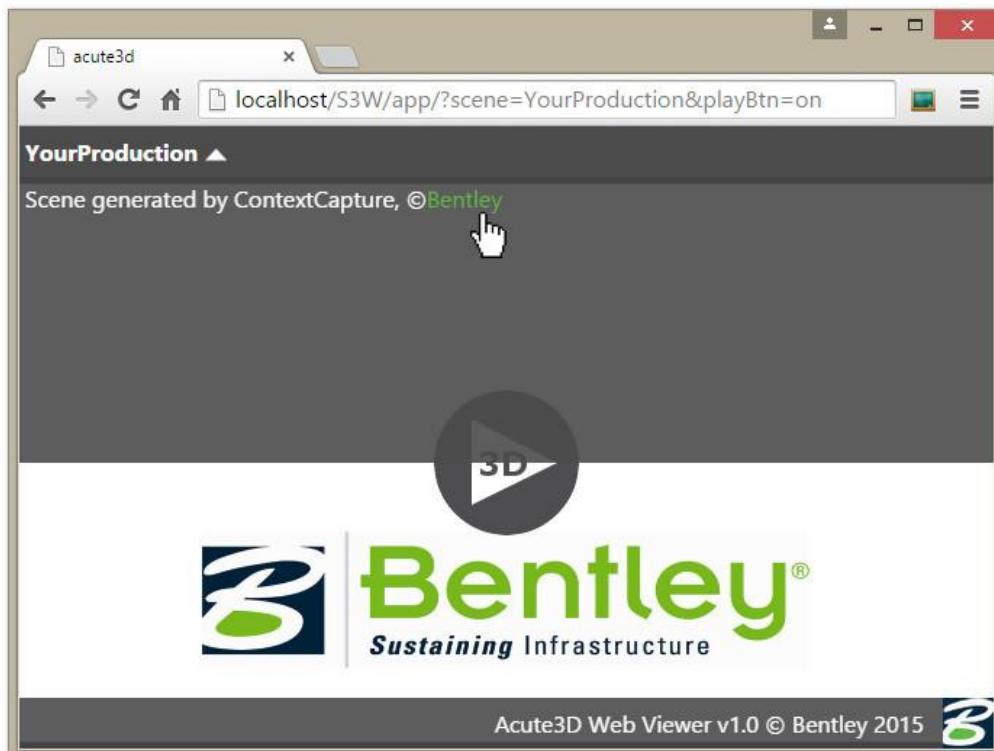 acute3d
localhost/S3W/app/?scene=YourProduction&playBtn=on
YourProduction
Scene generated by ContextCapture, ©Bentley
3D
Bentley®
Sustaining Infrastructure
Acute3D Web Viewer v1.0 © Bentley 2015